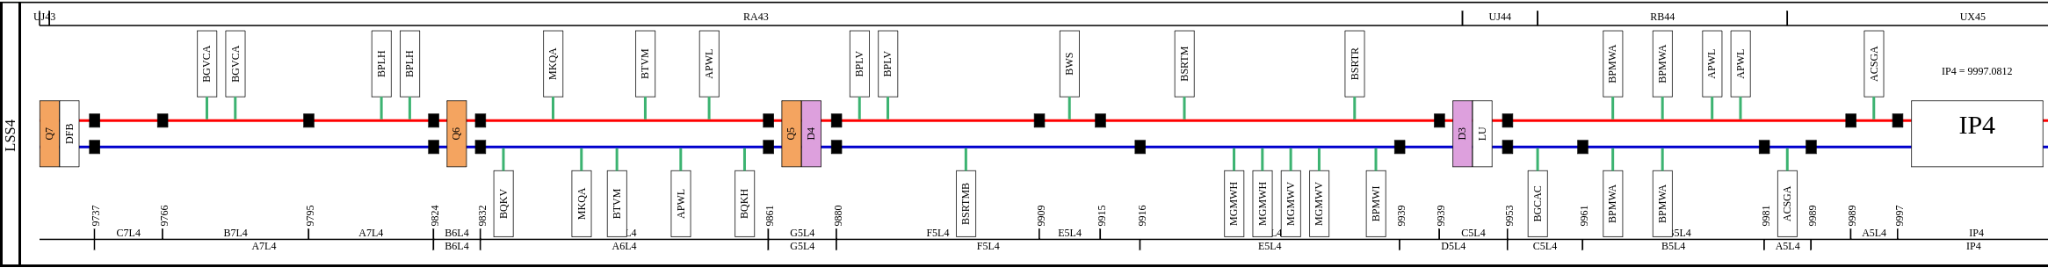 UJ43 RA43 UJ44 RB44 UX45
BGVCA BGVCA BPLH BPLH MKQA BTVM APWL BPLV BPLV BWS BSRTM BSRTR BPMWA BPMWA APWL APWL ACSGA IP4 = 9997.0812
LSS4 Q7 DFB Q6 Q5 D4 D3 LU IP4
BQKV MKQA BTVM APWL BQKH BSRTMB MGMWH MGMWH MGMWV MGMWV BPMWI BGCAC BPMWA BPMWA ACSGA
9737 9766 9795 9824 9832 9861 9880 9909 9915 9916 9939 9939 9953 9961 9981 9989 9989 9997
C7L4 B7L4 A7L4 B6L4 G5L4 F5L4 E5L4 C5L4 A5L4 IP4
A7L4 B6L4 A6L4 G5L4 F5L4 E5L4 D5L4 C5L4 B5L4 A5L4 IP4